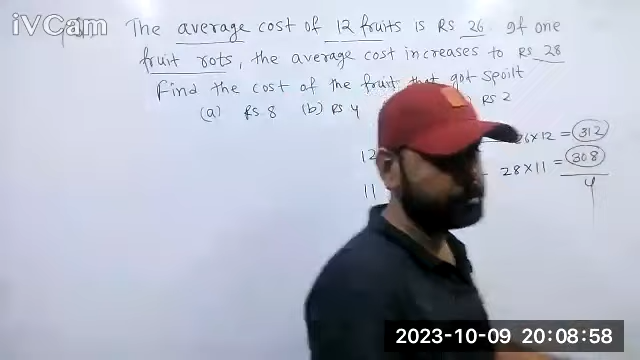 iVCam
The average cost of 12 fruits is Rs 26. If one
fruit rots, the average cost increases to Rs 28
Find the cost of the fruit that got spoilt
(a) Rs 8 (b) Rs 4 Rs 2
12 26×12 = 312
11 28×11 = 308
4
2023-10-09 20:08:58